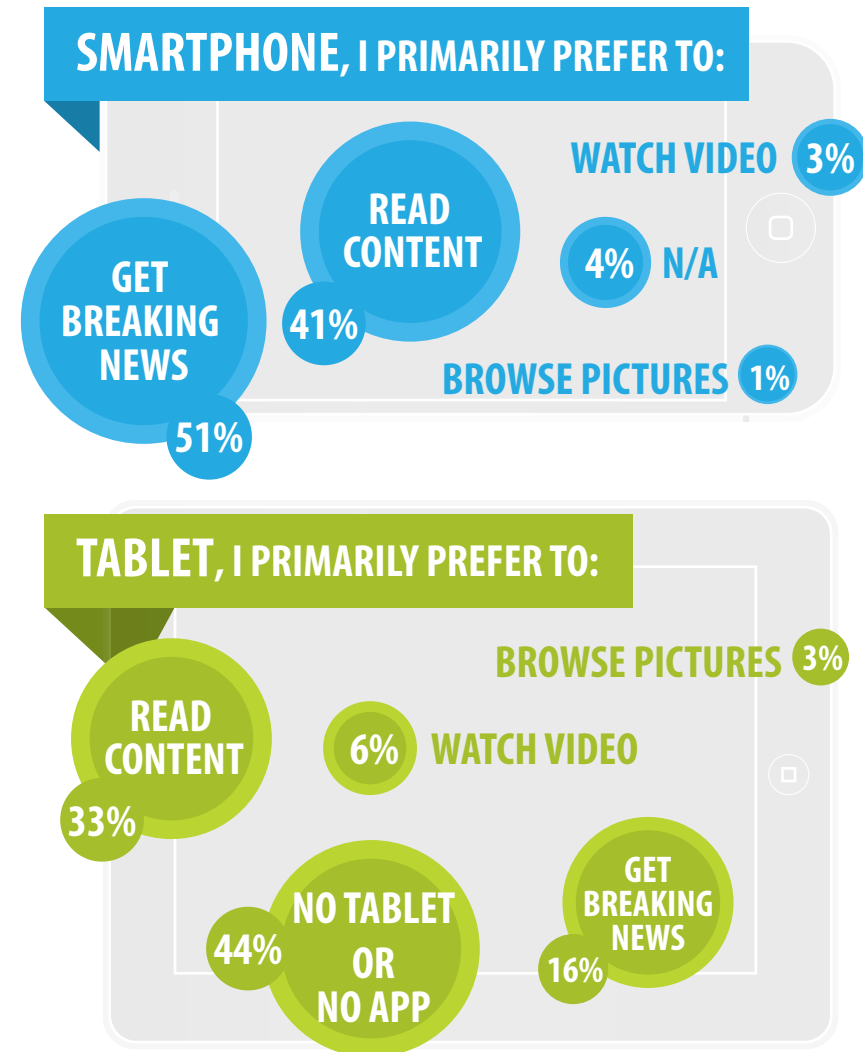 SMARTPHONE, I PRIMARILY PREFER TO:
WATCH VIDEO 3%
READ
CONTENT
41%
4% N/A
GET
BREAKING
NEWS
51%
BROWSE PICTURES 1%
TABLET, I PRIMARILY PREFER TO:
BROWSE PICTURES 3%
READ
CONTENT
33%
6% WATCH VIDEO
NO TABLET
OR
NO APP
44%
GET
BREAKING
NEWS
16%